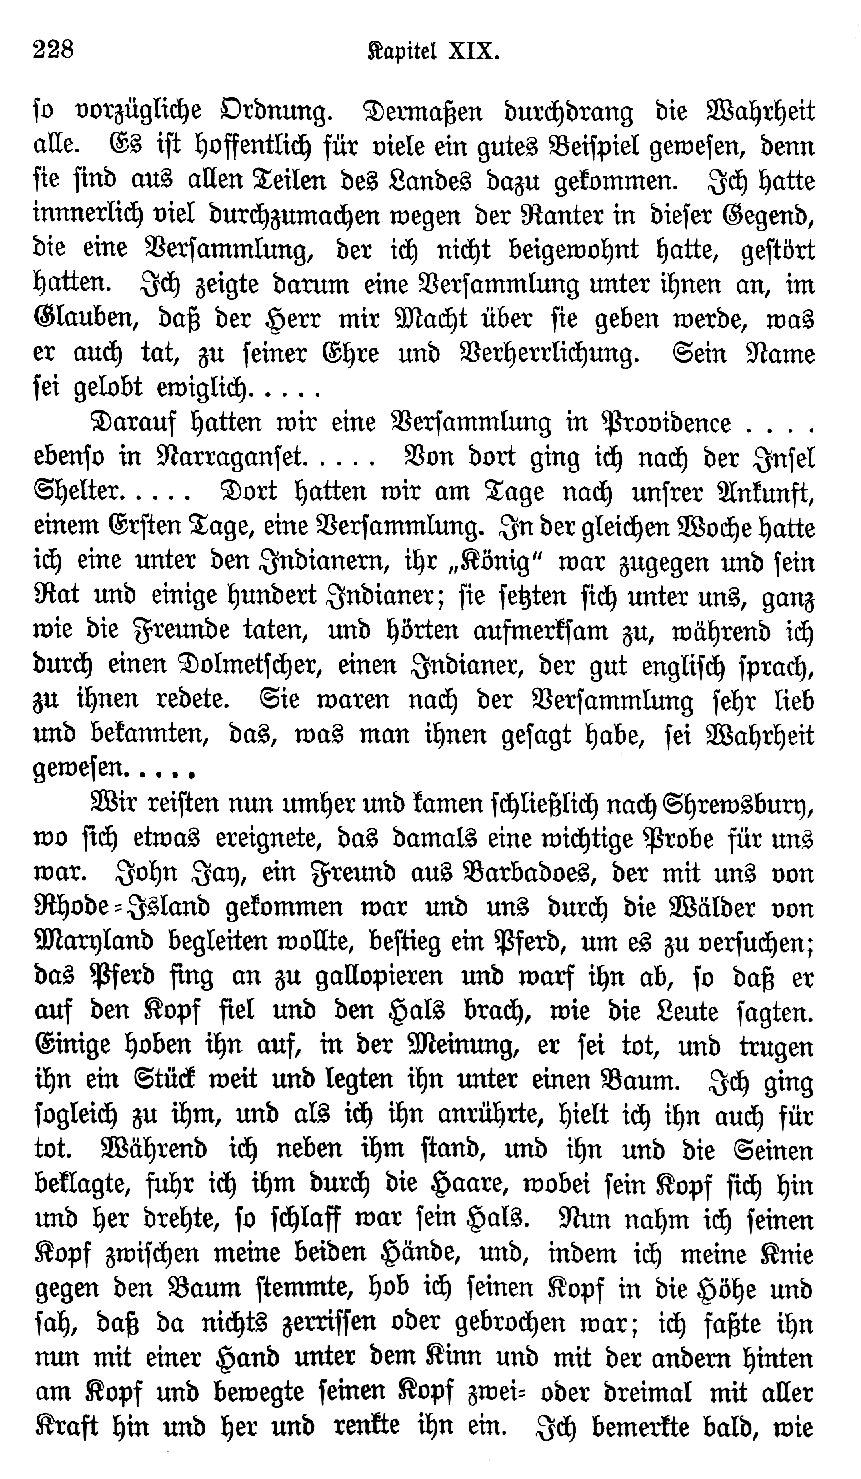 228 Kapitel XIX.
so vorzügliche Ordnung. Dermaßen durchdrang die Wahrheit
alle. Es ist hoffentlich für viele ein gutes Beispiel gewesen, denn
sie sind aus allen Teilen des Landes dazu gekommen. Ich hatte
innnerlich viel durchzumachen wegen der Ranter in dieser Gegend,
die eine Versammlung, der ich nicht beigewohnt hatte, gestört
hatten. Ich zeigte darum eine Versammlung unter ihnen an, im
Glauben, daß der Herr mir Macht über sie geben werde, was
er auch tat, zu seiner Ehre und Verherrlichung. Sein Name
sei gelobt ewiglich.....
Darauf hatten wir eine Versammlung in Providence ....
ebenso in Narraganset..... Von dort ging ich nach der Insel
Shelter..... Dort hatten wir am Tage nach unsrer Ankunft,
einem Ersten Tage, eine Versammlung. In der gleichen Woche hatte
ich eine unter den Indianern, ihr „König" war zugegen und sein
Rat und einige hundert Indianer; sie setzten sich unter uns, ganz
wie die Freunde taten, und hörten aufmerksam zu, während ich
durch einen Dolmetscher, einen Indianer, der gut englisch sprach,
zu ihnen redete. Sie waren nach der Versammlung sehr lieb
und bekannten, das, was man ihnen gesagt habe, sei Wahrheit
gewesen.....
Wir reisten nun umher und kamen schließlich nach Shrewsbury,
wo sich etwas ereignete, das damals eine wichtige Probe für uns
war. John Jay, ein Freund aus Barbadoes, der mit uns von
Rhode-Island gekommen war und uns durch die Wälder von
Maryland begleiten wollte, bestieg ein Pferd, um es zu versuchen;
das Pferd fing an zu gallopieren und warf ihn ab, so daß er
auf den Kopf fiel und den Hals brach, wie die Leute sagten.
Einige hoben ihn auf, in der Meinung, er sei tot, und trugen
ihn ein Stück weit und legten ihn unter einen Baum. Ich ging
sogleich zu ihm, und als ich ihn anrührte, hielt ich ihn auch für
tot. Während ich neben ihm stand, und ihn und die Seinen
beklagte, fuhr ich ihm durch die Haare, wobei sein Kopf sich hin
und her drehte, so schlaff war sein Hals. Nun nahm ich seinen
Kopf zwischen meine beiden Hände, und, indem ich meine Knie
gegen den Baum stemmte, hob ich seinen Kopf in die Höhe und
sah, daß da nichts zerrissen oder gebrochen war; ich faßte ihn
nun mit einer Hand unter dem Kinn und mit der andern hinten
am Kopf und bewegte seinen Kopf zwei- oder dreimal mit aller
Kraft hin und her und renkte ihn ein. Ich bemerkte bald, wie